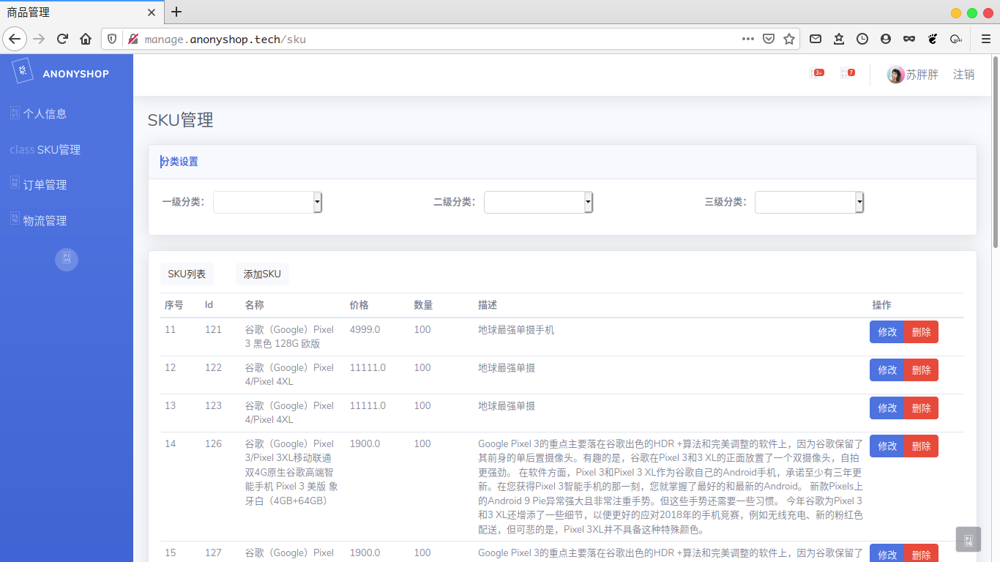 商品管理
manage.anonyshop.tech/sku
ANONYSHOP
3+
7
苏胖胖
注销
个人信息
class SKU管理
订单管理
物流管理
SKU管理
分类设置
一级分类:
二级分类:
三级分类:
SKU列表
添加SKU
序号 Id 名称 价格 数量 描述 操作
11 121 谷歌（Google）Pixel 4999.0 100 地球最强单摄手机 修改 删除
3 黑色 128G 欧版
12 122 谷歌（Google）Pixel 11111.0 100 地球最强单摄 修改 删除
4/Pixel 4XL
13 123 谷歌（Google）Pixel 11111.0 100 地球最强单摄 修改 删除
4/Pixel 4XL
14 126 谷歌（Google）Pixel 1900.0 100 Google Pixel 3的重点主要落在谷歌出色的HDR +算法和完美调整的软件上，因为谷歌保留了 修改 删除
3/Pixel 3XL移动联通 其前身的单后置摄像头。有趣的是，谷歌在Pixel 3和3 XL的正面放置了一个双摄像头，自拍
双4G原生谷歌高端智 更强劲。 在软件方面，Pixel 3和Pixel 3 XL作为谷歌自己的Android手机，承诺至少有三年更
能手机 Pixel 3 美版 象 新。在您获得Pixel 3智能手机的那一刻，您就掌握了最好的和最新的Android。 新款Pixels上
牙白（4GB+64GB） 的Android 9 Pie异常强大且非常注重手势。但这些手势还需要一些习惯。 今年谷歌为Pixel 3
和3 XL还增添了一些细节，以便更好的应对2018年的手机竞赛，例如无线充电、新的粉红色
配送，但可悲的是，Pixel 3XL并不具备这种特殊颜色。
15 127 谷歌（Google）Pixel 1900.0 100 Google Pixel 3的重点主要落在谷歌出色的HDR +算法和完美调整的软件上，因为谷歌保留了 修改 删除